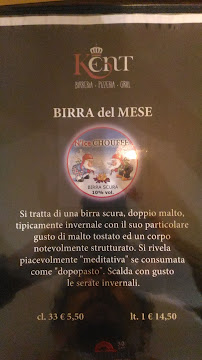 KENT
BIRRERIA - PIZZERIA - GRILL
BIRRA del MESE
CHOUFFE
BIRRA SCURA
10% vol.
Si tratta di una birra scura, doppio malto,
tipicamente invernale con il suo particolare
gusto di malto tostato ed un corpo
notevolmente strutturato. Si rivela
piacevolmente "meditativa" se consumata
come "dopopasto". Scalda con gusto
le serate invernali.
cl. 33 € 5,50 lt. 1 € 14,50